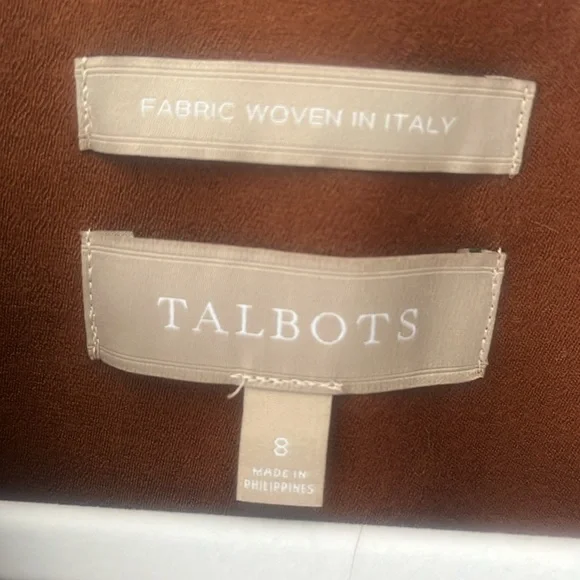 FABRIC WOVEN IN ITALY
TALBOTS
8
MADE IN
PHILIPPINES